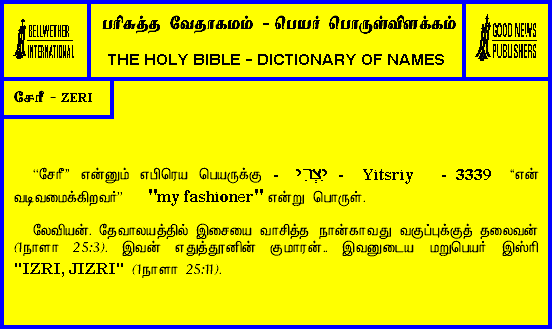 BELLWETHER
INTERNATIONAL
பரிசுத்த வேதாகமம் - பெயர் பொருள்விளக்கம்
THE HOLY BIBLE - DICTIONARY OF NAMES
GOOD NEWS
PUBLISHERS
சேரீ - ZERI
“சேரீ” என்னும் எபிரெய பெயருக்கு - יִצְרִי - Yitsriy - 3339 “என்
வடிவமைக்கிறவர்” "my fashioner" என்று பொருள்.
லேவியன். தேவாலயத்தில் இசையை வாசித்த நான்காவது வகுப்புக்குத் தலைவன்
(1நாளா 25:3). இவன் எதுத்தூனின் குமாரன்.. இவனுடைய மறுபெயர் இஸ்ரி
"IZRI, JIZRI" (1நாளா 25:11).